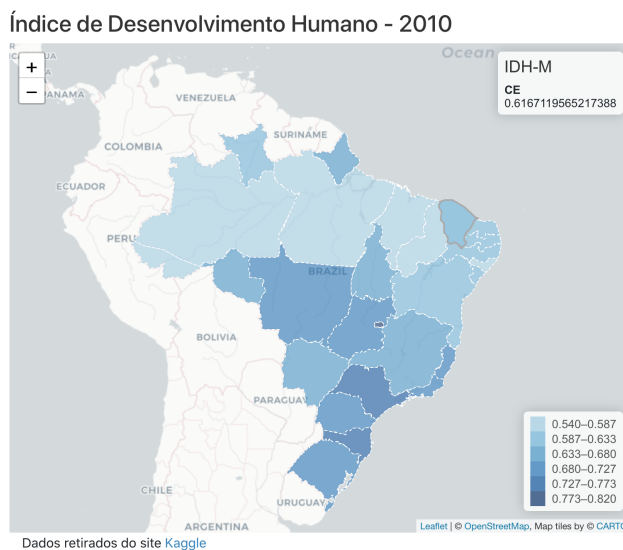 Índice de Desenvolvimento Humano - 2010
Ocean
+
−
IDH-M
CE
0.6167119565217388
PANAMA
VENEZUELA
SURINAME
COLOMBIA
ECUADOR
PERU
BRAZIL
BOLIVIA
PARAGUAY
CHILE
URUGUAY
ARGENTINA
0.540–0.587
0.587–0.633
0.633–0.680
0.680–0.727
0.727–0.773
0.773–0.820
Leaflet | © OpenStreetMap, Map tiles by © CARTO
Dados retirados do site Kaggle